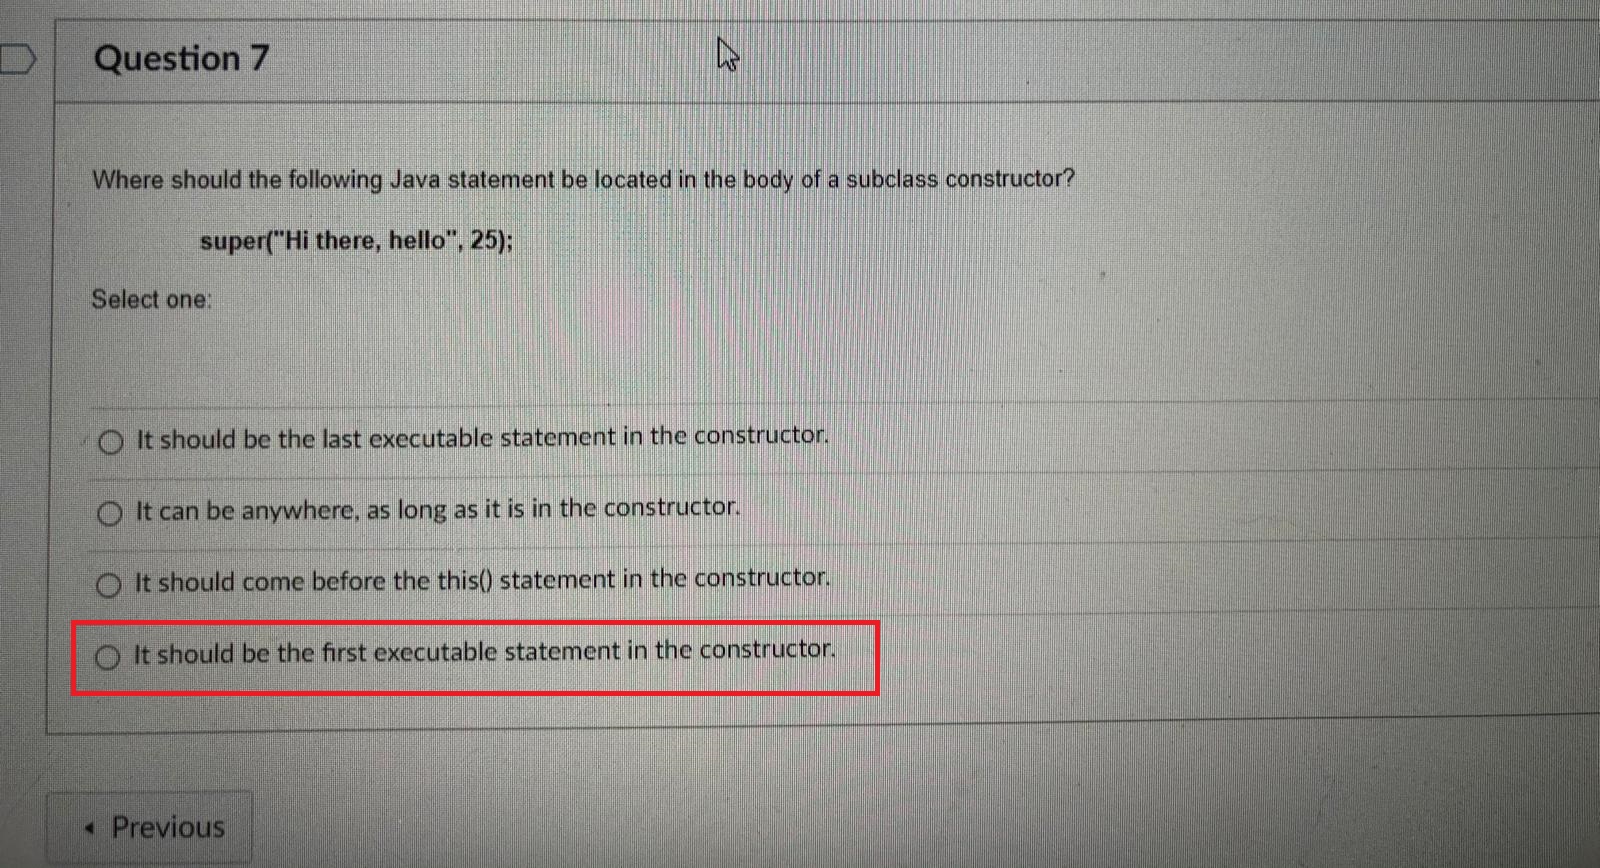 Question 7
Where should the following Java statement be located in the body of a subclass constructor?
super("Hi there, hello", 25);
Select one:
It should be the last executable statement in the constructor.
It can be anywhere, as long as it is in the constructor.
It should come before the this() statement in the constructor.
It should be the first executable statement in the constructor.
Previous